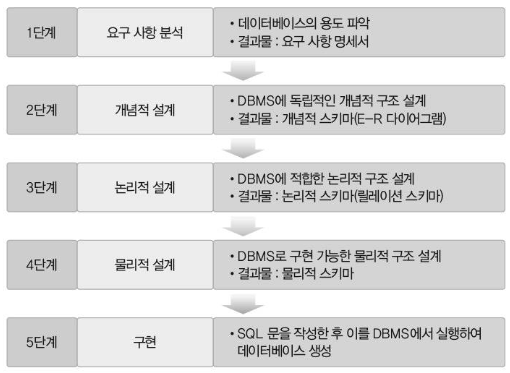 1단계 요구 사항 분석 • 데이터베이스의 용도 파악
• 결과물 : 요구 사항 명세서
2단계 개념적 설계 • DBMS에 독립적인 개념적 구조 설계
• 결과물 : 개념적 스키마(E-R 다이어그램)
3단계 논리적 설계 • DBMS에 적합한 논리적 구조 설계
• 결과물 : 논리적 스키마(릴레이션 스키마)
4단계 물리적 설계 • DBMS로 구현 가능한 물리적 구조 설계
• 결과물 : 물리적 스키마
5단계 구현 • SQL 문을 작성한 후 이를 DBMS에서 실행하여
데이터베이스 생성